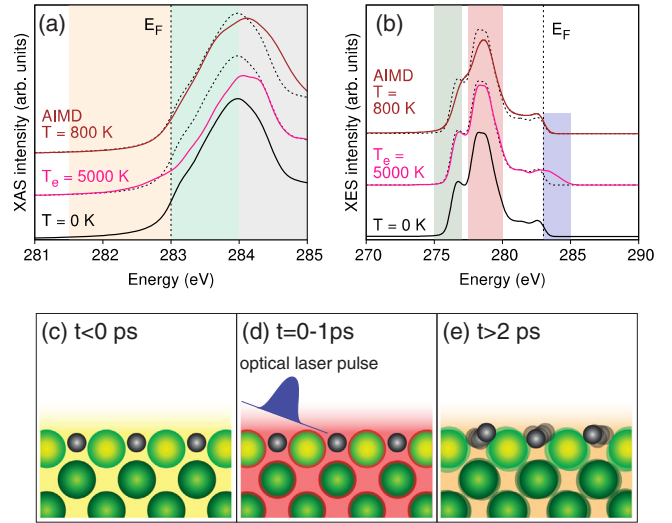 (a)
E_F
XAS intensity (arb. units)
AIMD
T = 800 K
T_e = 5000 K
T = 0 K
281 282 283 284 285
Energy (eV)
(b)
E_F
XES intensity (arb. units)
AIMD
T =
800 K
T_e =
5000 K
T = 0 K
270 275 280 285 290
Energy (eV)
(c) t<0 ps
(d) t=0-1ps
optical laser pulse
(e) t>2 ps